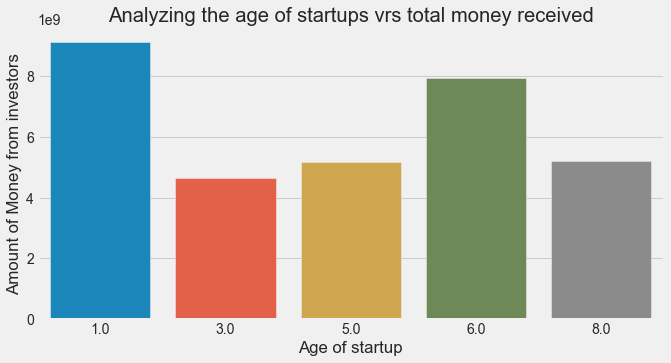 Analyzing the age of startups vrs total money received
1e9
Amount of Money from investors
8
6
4
2
0
1.0 3.0 5.0 6.0 8.0
Age of startup